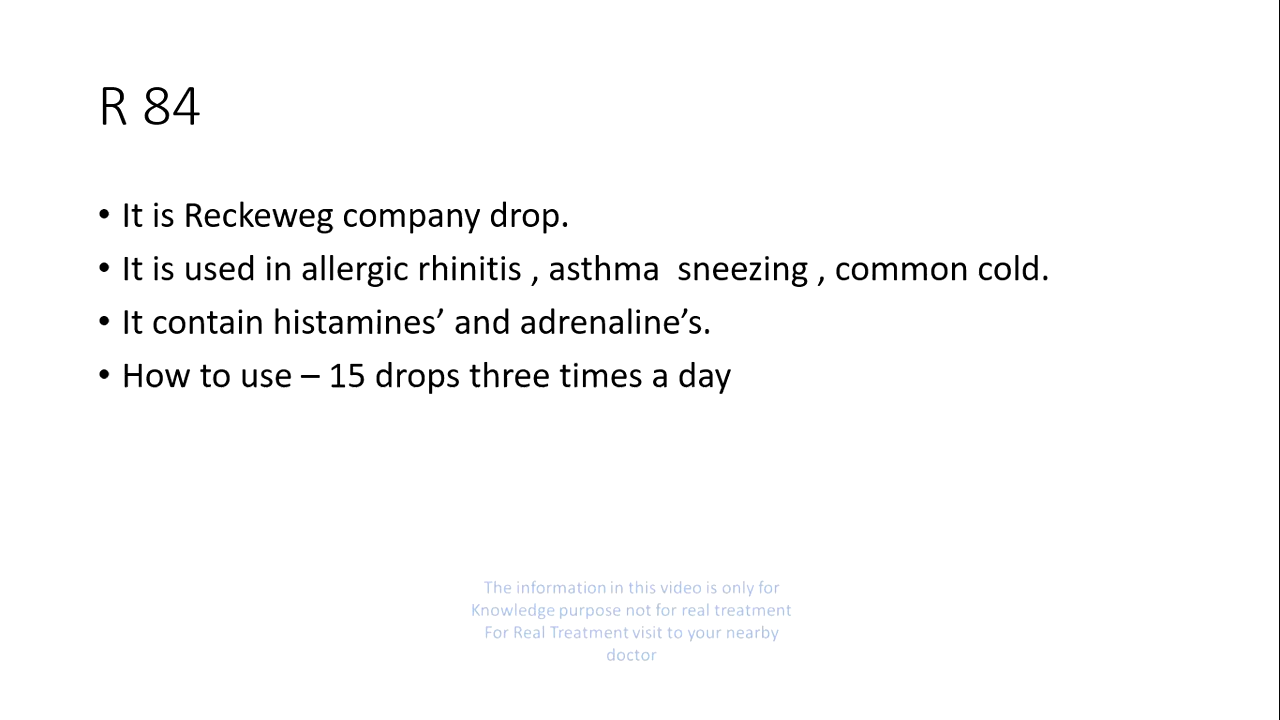 R 84
• It is Reckeweg company drop.
• It is used in allergic rhinitis , asthma  sneezing , common cold.
• It contain histamines’ and adrenaline’s.
• How to use – 15 drops three times a day
The information in this video is only for
Knowledge purpose not for real treatment
For Real Treatment visit to your nearby
doctor